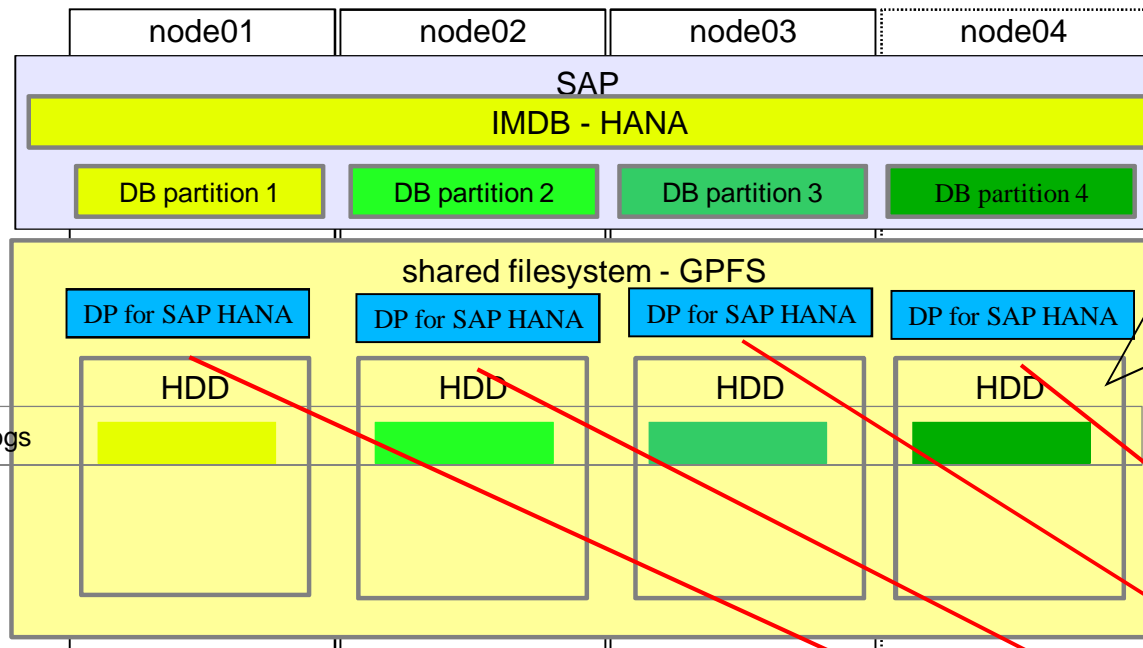 node01 node02 node03 node04
SAP
IMDB - HANA
DB partition 1 DB partition 2 DB partition 3 DB partition 4
shared filesystem - GPFS
DP for SAP HANA DP for SAP HANA DP for SAP HANA DP for SAP HANA
HDD HDD HDD HDD